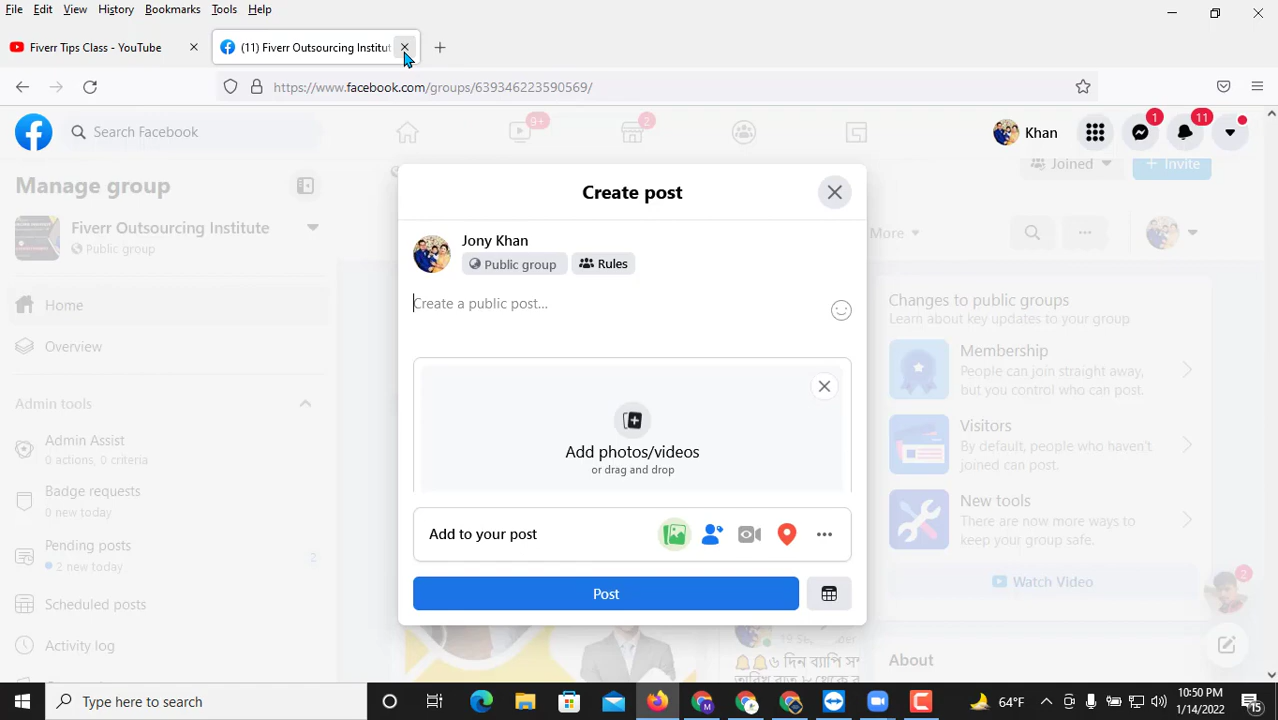 File Edit View History Bookmarks Tools Help
Fiverr Tips Class - YouTube
(11) Fiverr Outsourcing Institut
https://www.facebook.com/groups/639346223590569/
Search Facebook
9+
2
Khan
1
11
Manage group
Fiverr Outsourcing Institute
Public group
Home
Overview
Admin tools
Admin Assist
0 actions, 0 criteria
Badge requests
0 new today
Pending posts
2 new today
2
Scheduled posts
Activity log
Joined
+ Invite
More
Create post
Jony Khan
Public group
Rules
Create a public post...
Add photos/videos
or drag and drop
Add to your post
Post
Changes to public groups
Learn about key updates to your group
Membership
People can join straight away,
but you control who can post.
Visitors
By default, people who haven't
joined can post.
New tools
There are now more ways to
keep your group safe.
Watch Video
2
About
৬ দিন ব্যাপি
Type here to search
64°F
10:50 PM
1/14/2022
15